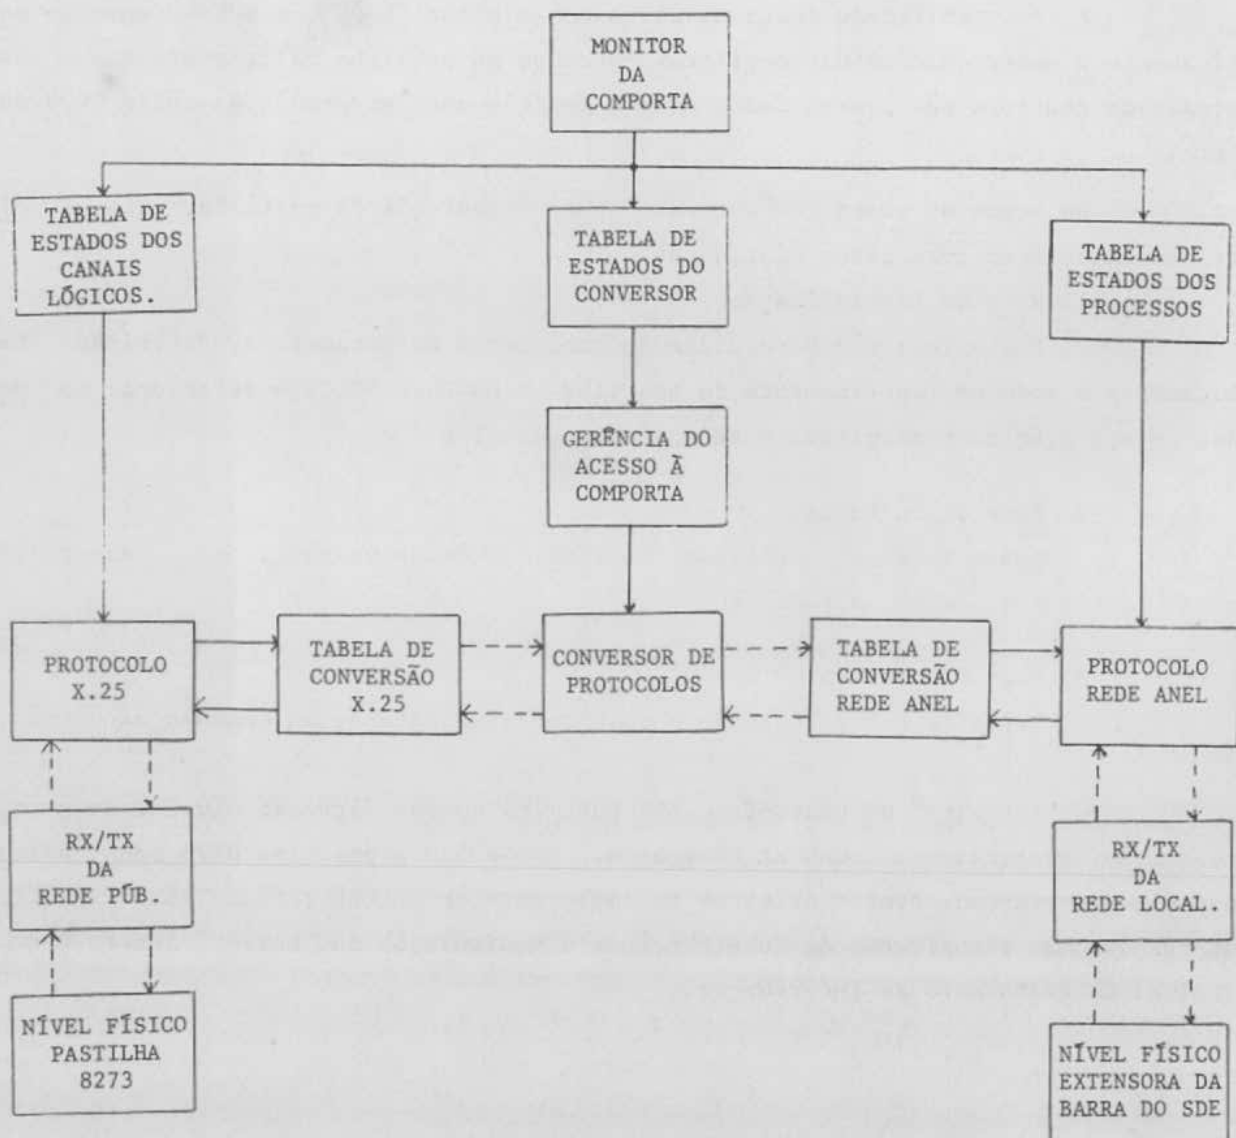 MONITOR
DA
COMPORTA
TABELA DE
ESTADOS DOS
CANAIS
LÓGICOS.
TABELA DE
ESTADOS DO
CONVERSOR
TABELA DE
ESTADOS DOS
PROCESSOS
GERÊNCIA DO
ACESSO À
COMPORTA
PROTOCOLO
X.25
TABELA DE
CONVERSÃO
X.25
CONVERSOR DE
PROTOCOLOS
TABELA DE
CONVERSÃO
REDE ANEL
PROTOCOLO
REDE ANEL
RX/TX
DA
REDE PÚB.
RX/TX
DA
REDE LOCAL.
NÍVEL FÍSICO
PASTILHA
8273
NÍVEL FÍSICO
EXTENSORA DA
BARRA DO SDE